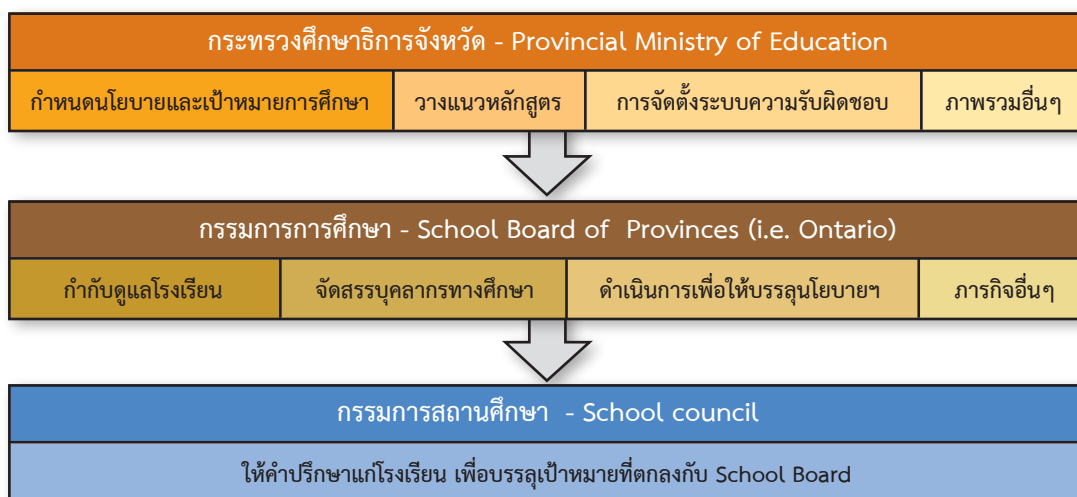 กระทรวงศึกษาธิการจังหวัด - Provincial Ministry of Education
กำหนดนโยบายและเป้าหมายการศึกษา
วางแนวหลักสูตร
การจัดตั้งระบบความรับผิดชอบ
ภาพรวมอื่นๆ
กรรมการการศึกษา - School Board of Provinces (i.e. Ontario)
กำกับดูแลโรงเรียน
จัดสรรบุคลากรทางศึกษา
ดำเนินการเพื่อให้บรรลุนโยบายฯ
ภารกิจอื่นๆ
กรรมการสถานศึกษา - School council
ให้คำปรึกษาแก่โรงเรียน เพื่อบรรลุเป้าหมายที่ตกลงกับ School Board